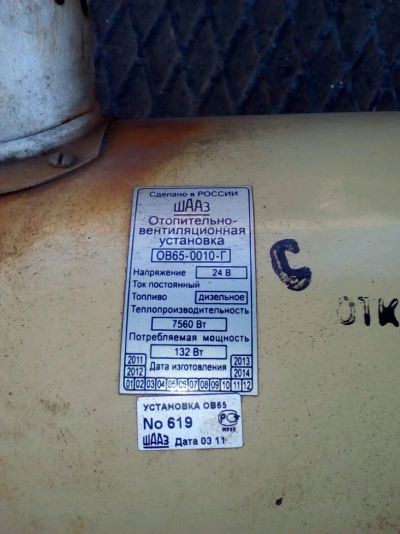 Сделано в РОССИИ
ШААЗ
Отопительно-
вентиляционная
установка
ОВ65-0010-Г
Напряжение 24 В
Ток постоянный
Топливо дизельное
Теплопроизводительность
7560 Вт
Потребляемая мощность
132 Вт
2011 2013
2012 Дата изготовления 2014
01 02 03 04 05 06 07 08 09 10 11 12
УСТАНОВКА ОВ65
No 619
ШААЗ Дата 03 11
С
ОТК